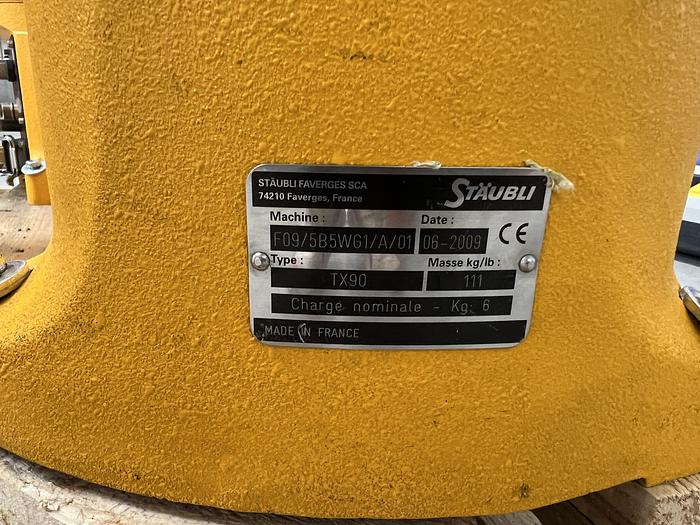 STÄUBLI FAVERGES SCA
74210 Faverges, France
STÄUBLI
Machine : Date :
F09/5B5WG1/A/01 06-2009 CE
Type : Masse kg/lb :
TX90 111
Charge nominale - Kg: 6
MADE IN FRANCE